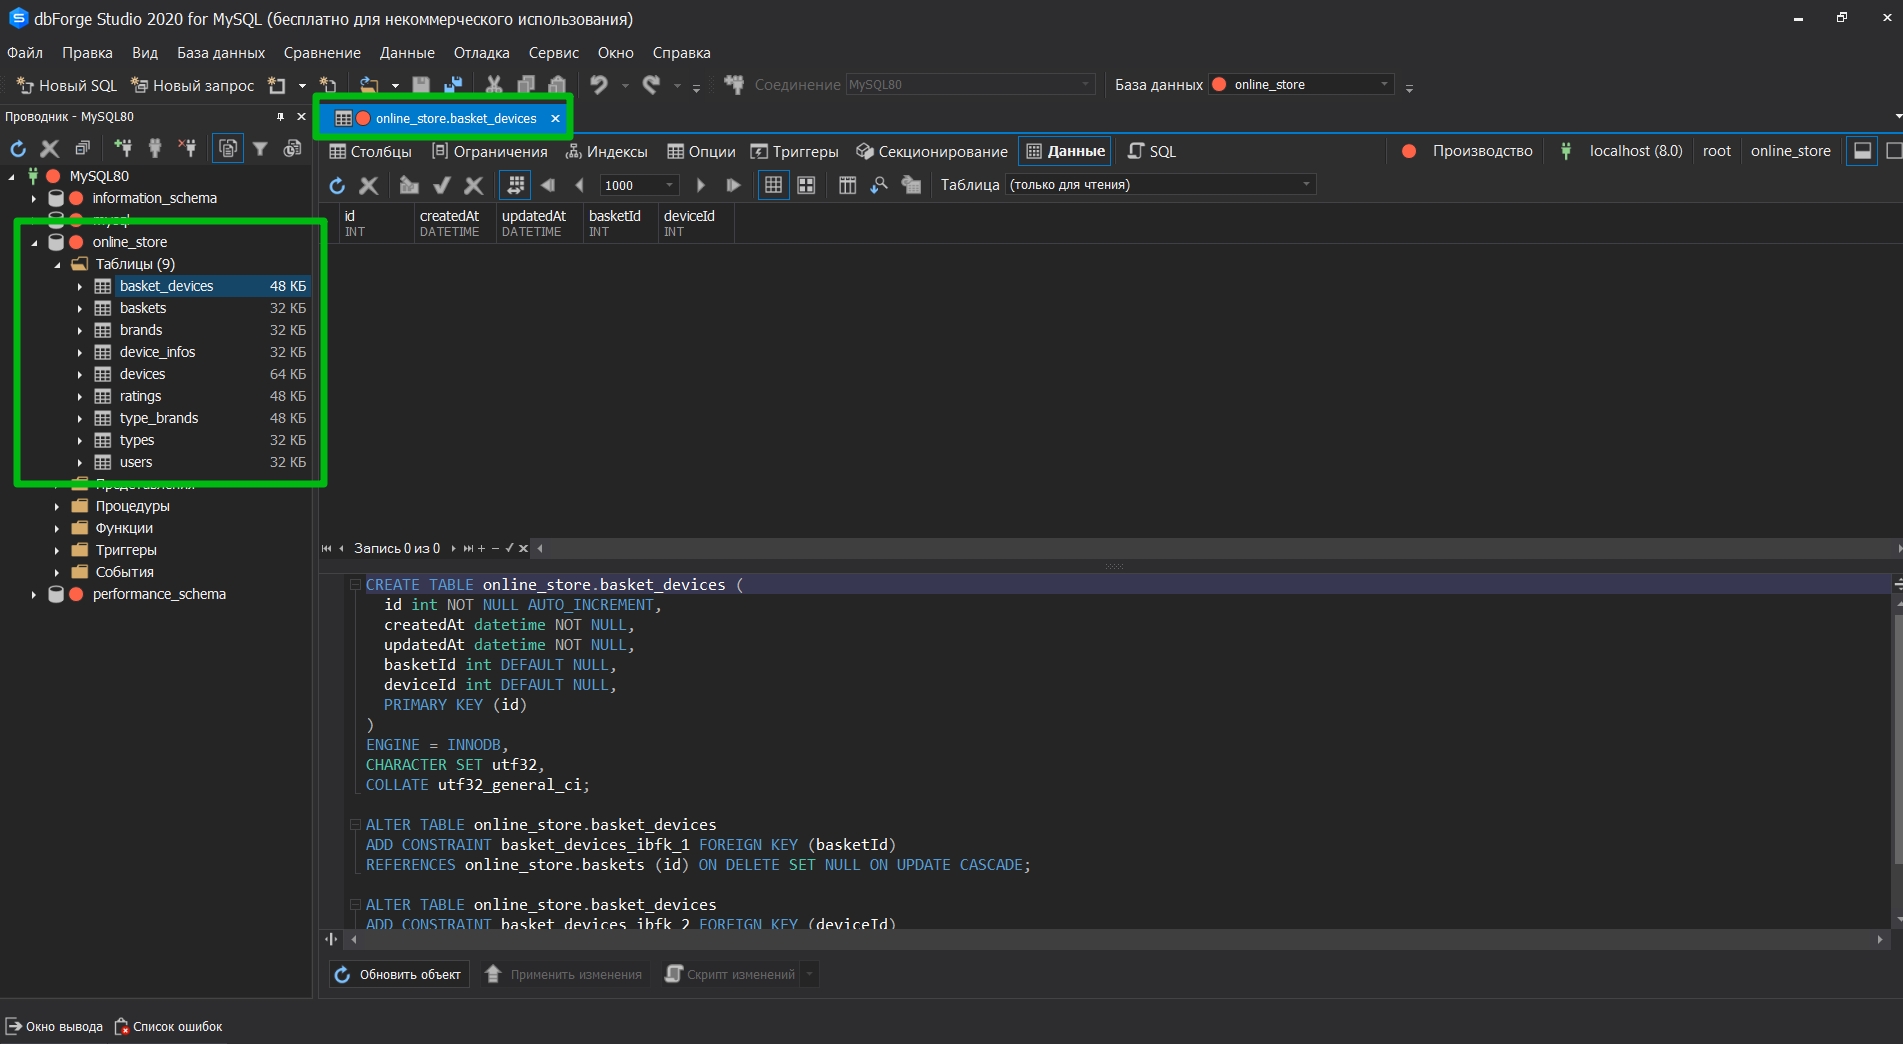 dbForge Studio 2020 for MySQL (бесплатно для некоммерческого использования)
Файл Правка Вид База данных Сравнение Данные Отладка Сервис Окно Справка
Новый SQL Новый запрос Соединение MySQL80 База данных online_store
Проводник - MySQL80
online_store.basket_devices
Столбцы Ограничения Индексы Опции Триггеры Секционирование Данные SQL Производство localhost (8.0) root online_store
1000 Таблица (только для чтения)
MySQL80
information_schema
mysql
online_store
Таблицы (9)
basket_devices 48 КБ
baskets 32 КБ
brands 32 КБ
device_infos 32 КБ
devices 64 КБ
ratings 48 КБ
type_brands 48 КБ
types 32 КБ
users 32 КБ
Представления
Процедуры
Функции
Триггеры
События
performance_schema
id createdAt updatedAt basketId deviceId
INT DATETIME DATETIME INT INT
Запись 0 из 0
CREATE TABLE online_store.basket_devices (
id int NOT NULL AUTO_INCREMENT,
createdAt datetime NOT NULL,
updatedAt datetime NOT NULL,
basketId int DEFAULT NULL,
deviceId int DEFAULT NULL,
PRIMARY KEY (id)
)
ENGINE = INNODB,
CHARACTER SET utf32,
COLLATE utf32_general_ci;
ALTER TABLE online_store.basket_devices
ADD CONSTRAINT basket_devices_ibfk_1 FOREIGN KEY (basketId)
REFERENCES online_store.baskets (id) ON DELETE SET NULL ON UPDATE CASCADE;
ALTER TABLE online_store.basket_devices
ADD CONSTRAINT basket_devices_ibfk_2 FOREIGN KEY (deviceId)
Обновить объект Применить изменения Скрипт изменений
Окно вывода Список ошибок